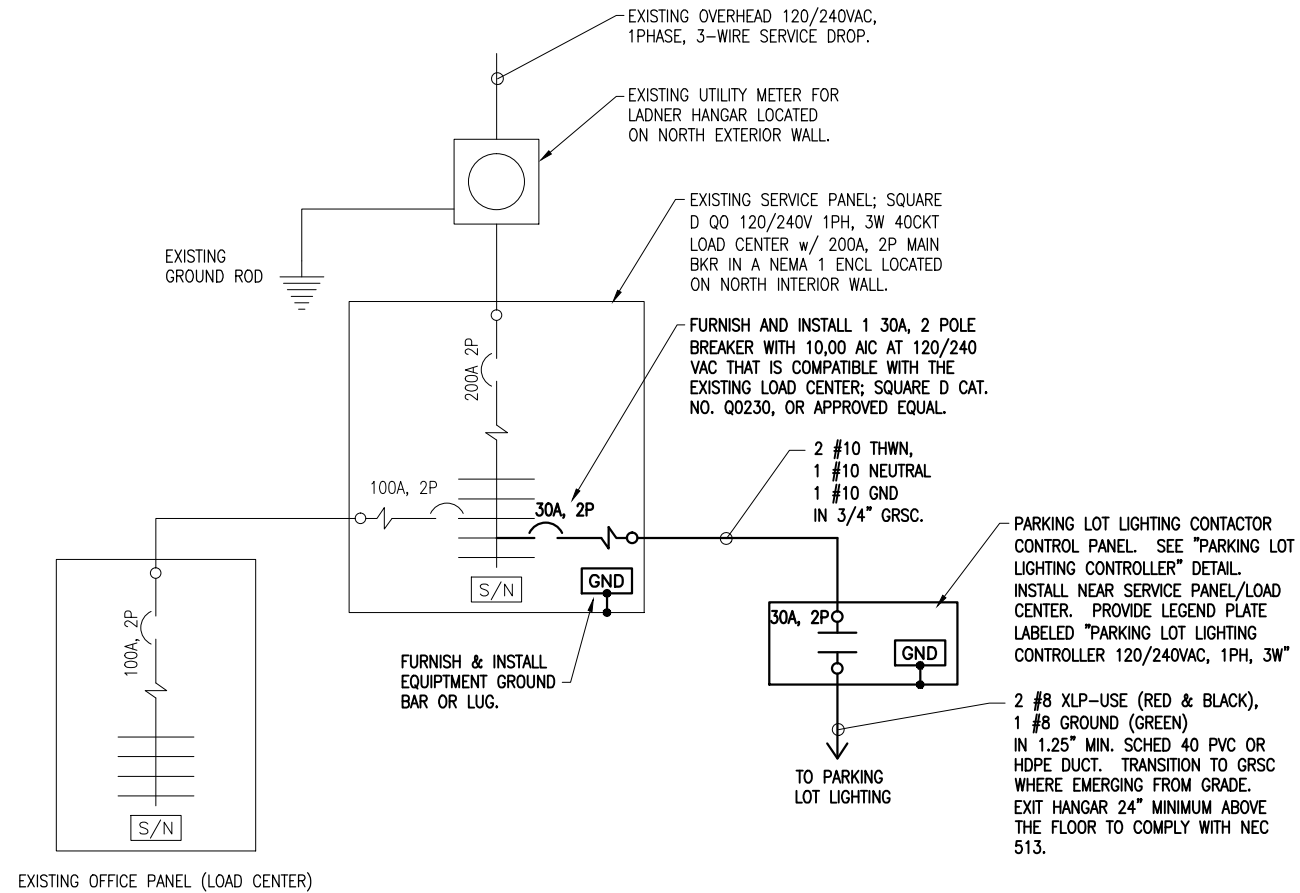 EXISTING OVERHEAD 120/240VAC,
1PHASE, 3-WIRE SERVICE DROP.
EXISTING UTILITY METER FOR
LADNER HANGAR LOCATED
ON NORTH EXTERIOR WALL.
EXISTING SERVICE PANEL; SQUARE
D QO 120/240V 1PH, 3W 40CKT
LOAD CENTER w/ 200A, 2P MAIN
BKR IN A NEMA 1 ENCL LOCATED
ON NORTH INTERIOR WALL.
EXISTING
GROUND ROD
FURNISH AND INSTALL 1 30A, 2 POLE
BREAKER WITH 10,00 AIC AT 120/240
VAC THAT IS COMPATIBLE WITH THE
EXISTING LOAD CENTER; SQUARE D CAT.
NO. Q0230, OR APPROVED EQUAL.
200A 2P
2 #10 THWN,
1 #10 NEUTRAL
1 #10 GND
IN 3/4" GRSC.
100A, 2P
30A, 2P
S/N
GND
PARKING LOT LIGHTING CONTACTOR
CONTROL PANEL. SEE "PARKING LOT
LIGHTING CONTROLLER" DETAIL.
INSTALL NEAR SERVICE PANEL/LOAD
CENTER. PROVIDE LEGEND PLATE
LABELED "PARKING LOT LIGHTING
CONTROLLER 120/240VAC, 1PH, 3W"
30A, 2P
GND
FURNISH & INSTALL
EQUIPTMENT GROUND
BAR OR LUG.
100A, 2P
2 #8 XLP-USE (RED & BLACK),
1 #8 GROUND (GREEN)
IN 1.25" MIN. SCHED 40 PVC OR
HDPE DUCT. TRANSITION TO GRSC
WHERE EMERGING FROM GRADE.
EXIT HANGAR 24" MINIMUM ABOVE
THE FLOOR TO COMPLY WITH NEC
513.
TO PARKING
LOT LIGHTING
S/N
EXISTING OFFICE PANEL (LOAD CENTER)